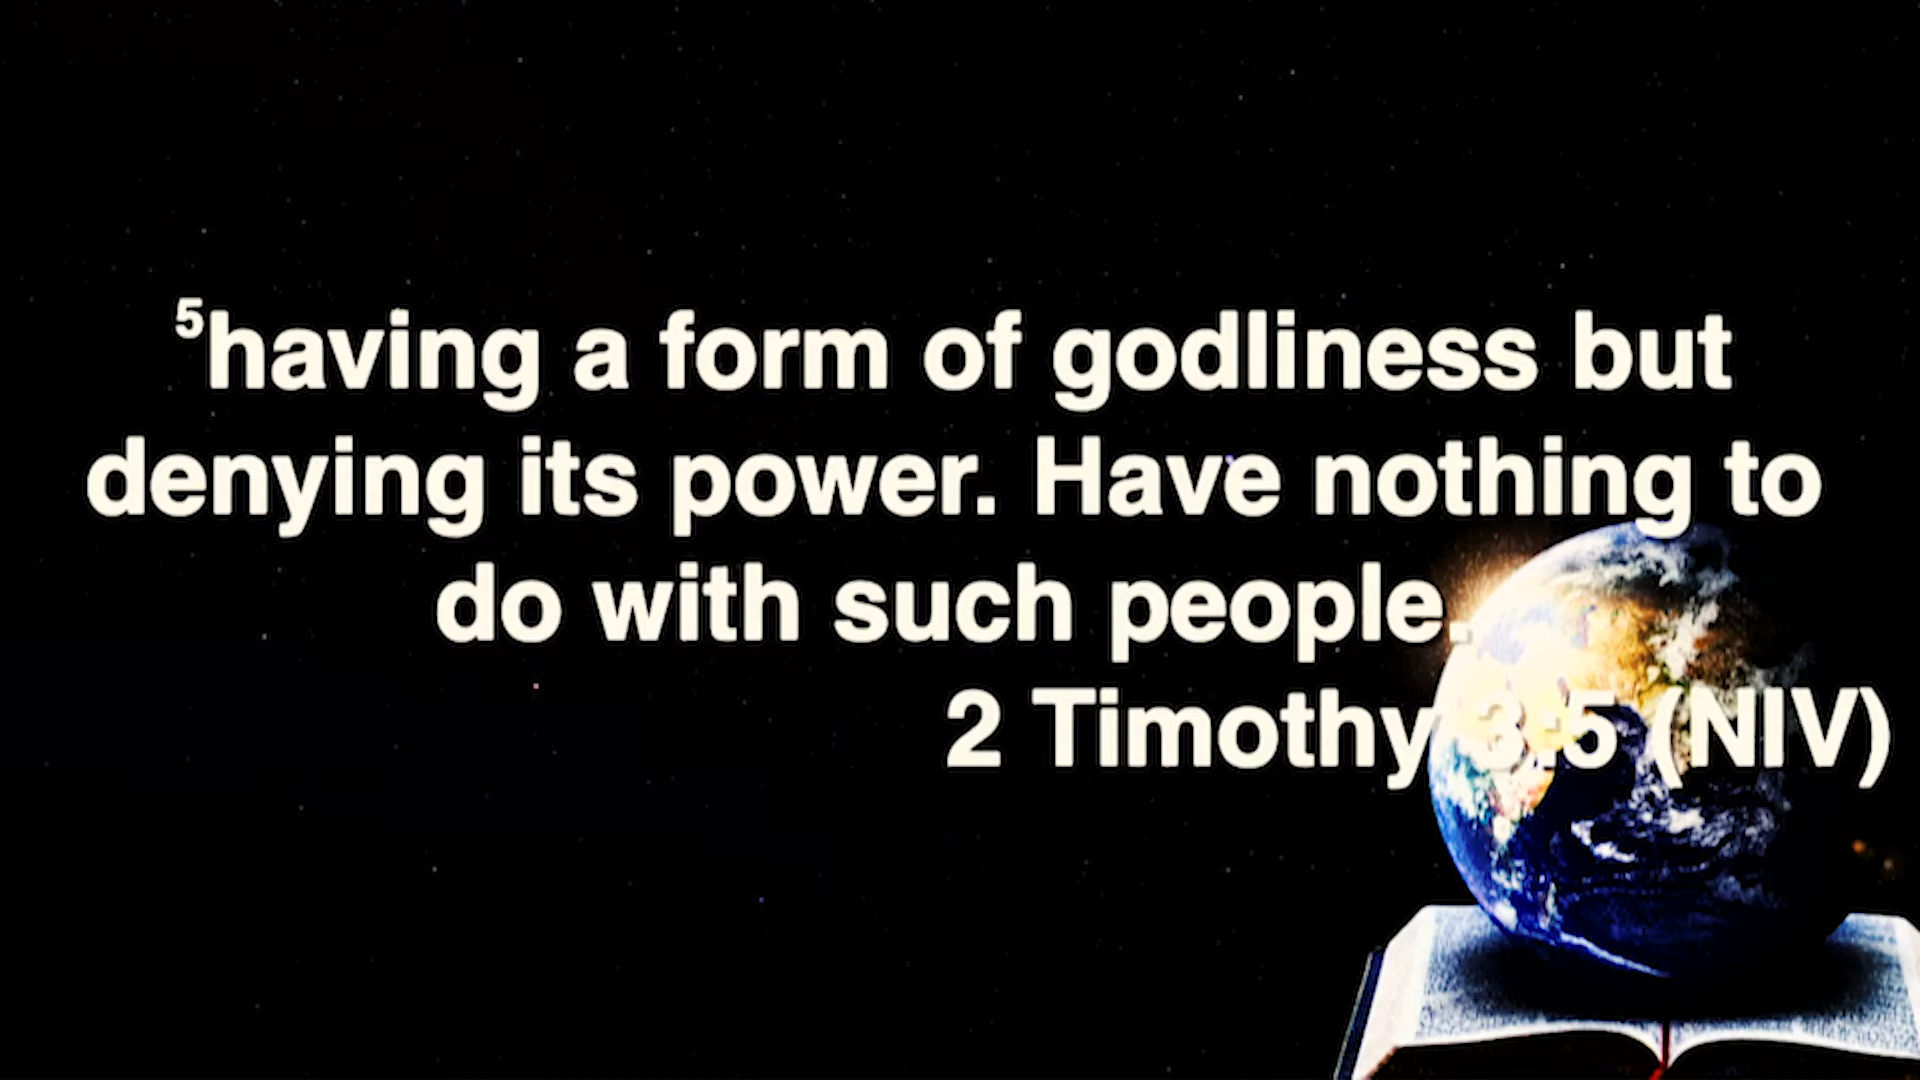 ⁵having a form of godliness but
denying its power. Have nothing to
do with such people.
2 Timothy 3:5 (NIV)